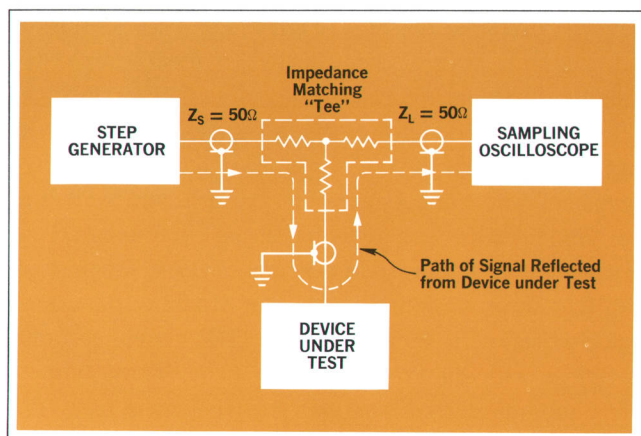 Impedance
Matching
"Tee"
Z_S = 50Ω
Z_L = 50Ω
STEP
GENERATOR
SAMPLING
OSCILLOSCOPE
Path of Signal Reflected
from Device under Test
DEVICE
UNDER
TEST